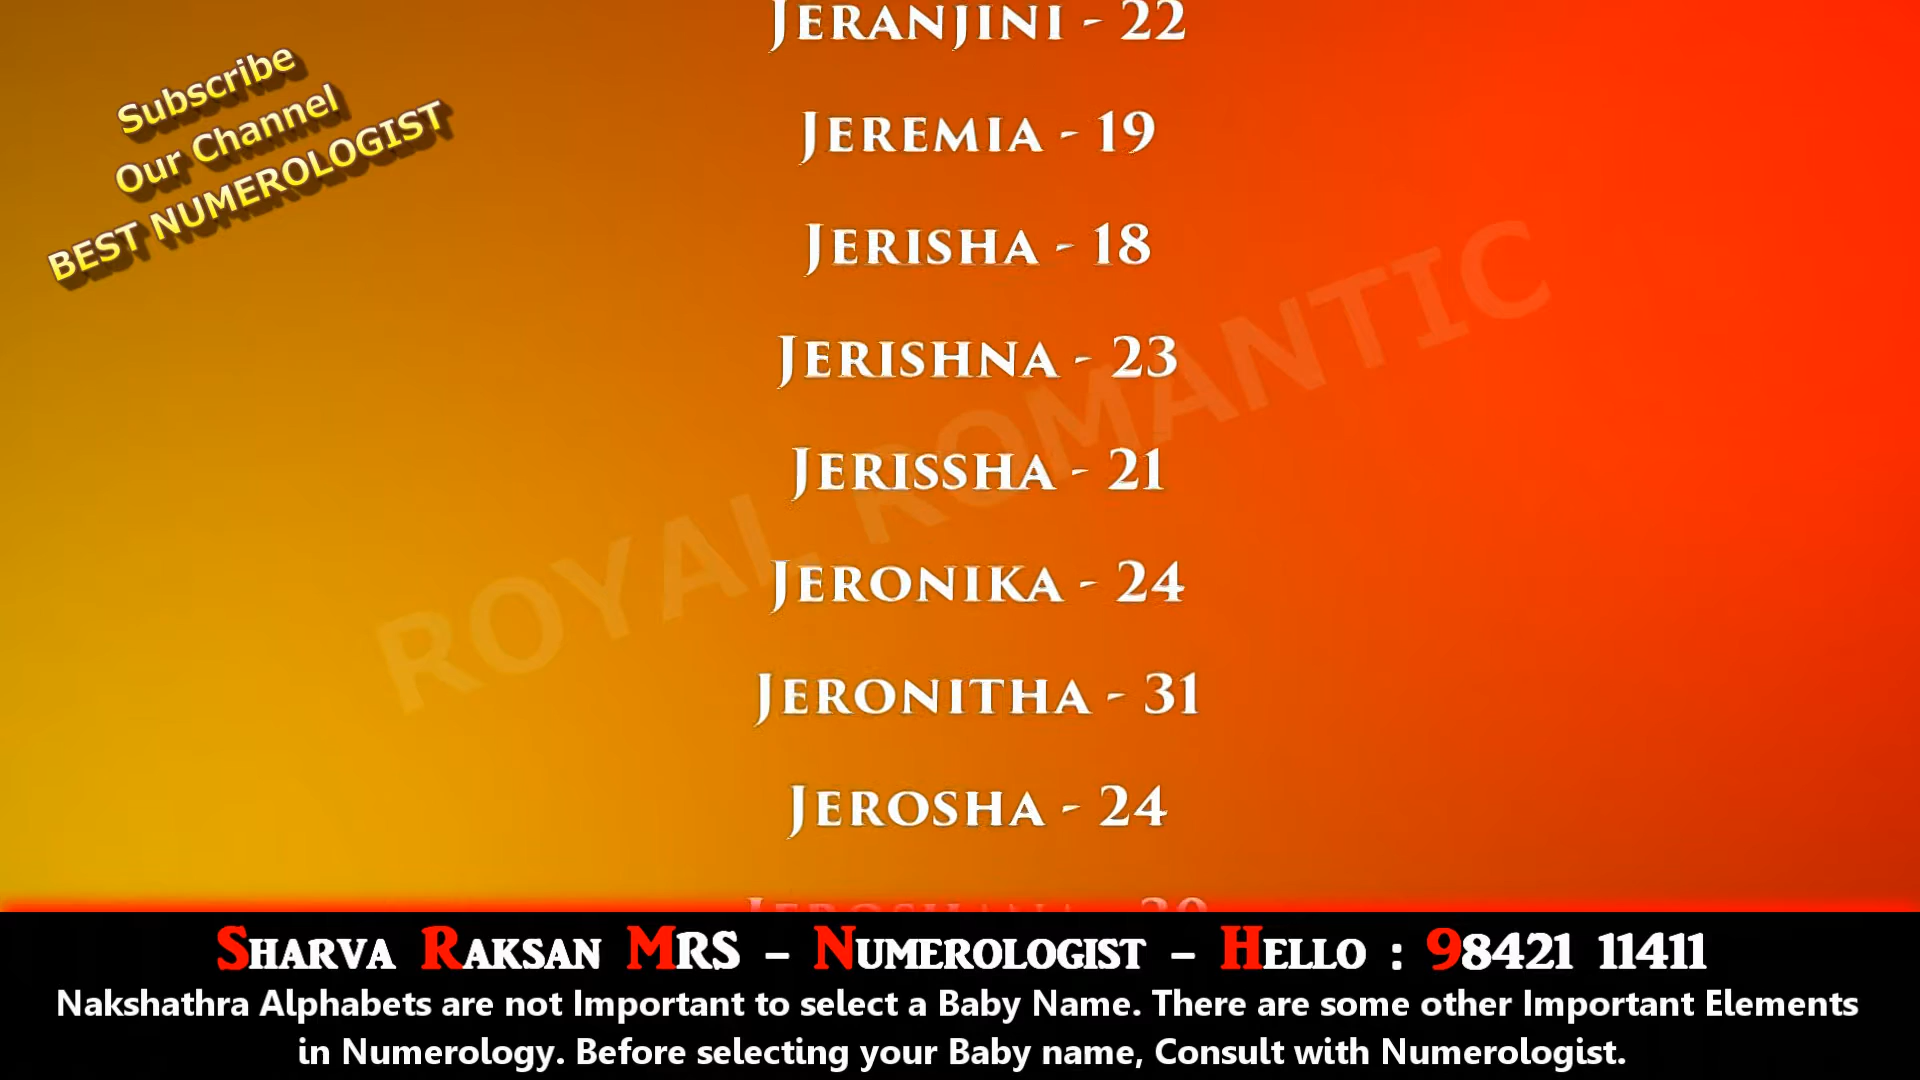 Subscribe
Our Channel
BEST NUMEROLOGIST
JERANJINI - 22
JEREMIA - 19
JERISHA - 18
JERISHNA - 23
JERISSHA - 21
JERONIKA - 24
JERONITHA - 31
JEROSHA - 24
JEROSHANA - 30
ROYAL ROMANTIC
SHARVA RAKSAN MRS – NUMEROLOGIST – HELLO : 98421 11411
Nakshathra Alphabets are not Important to select a Baby Name. There are some other Important Elements
in Numerology. Before selecting your Baby name, Consult with Numerologist.